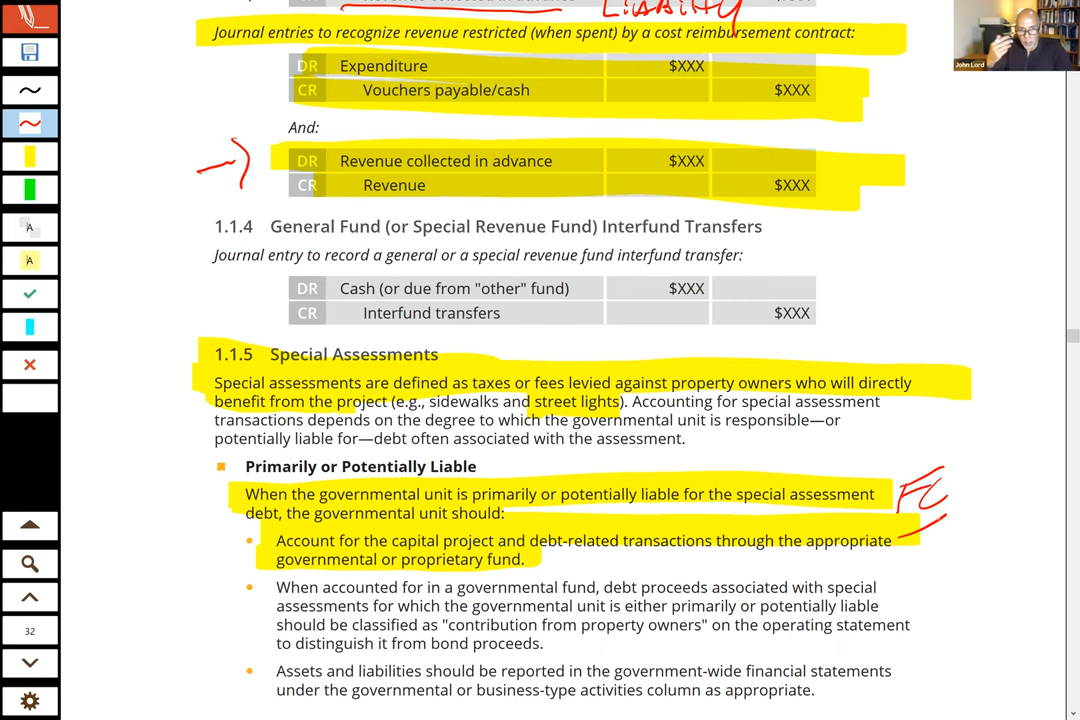 LIABILITY
Journal entries to recognize revenue restricted (when spent) by a cost reimbursement contract:
DR Expenditure $XXX
CR Vouchers payable/cash $XXX
And:
DR Revenue collected in advance $XXX
CR Revenue $XXX
1.1.4 General Fund (or Special Revenue Fund) Interfund Transfers
Journal entry to record a general or a special revenue fund interfund transfer:
DR Cash (or due from "other" fund) $XXX
CR Interfund transfers $XXX
1.1.5 Special Assessments
Special assessments are defined as taxes or fees levied against property owners who will directly
benefit from the project (e.g., sidewalks and street lights). Accounting for special assessment
transactions depends on the degree to which the governmental unit is responsible—or
potentially liable for—debt often associated with the assessment.
Primarily or Potentially Liable
When the governmental unit is primarily or potentially liable for the special assessment
debt, the governmental unit should:
Account for the capital project and debt-related transactions through the appropriate
governmental or proprietary fund.
When accounted for in a governmental fund, debt proceeds associated with special
assessments for which the governmental unit is either primarily or potentially liable
should be classified as "contribution from property owners" on the operating statement
to distinguish it from bond proceeds.
Assets and liabilities should be reported in the government-wide financial statements
under the governmental or business-type activities column as appropriate.
John Lord
A
A
32